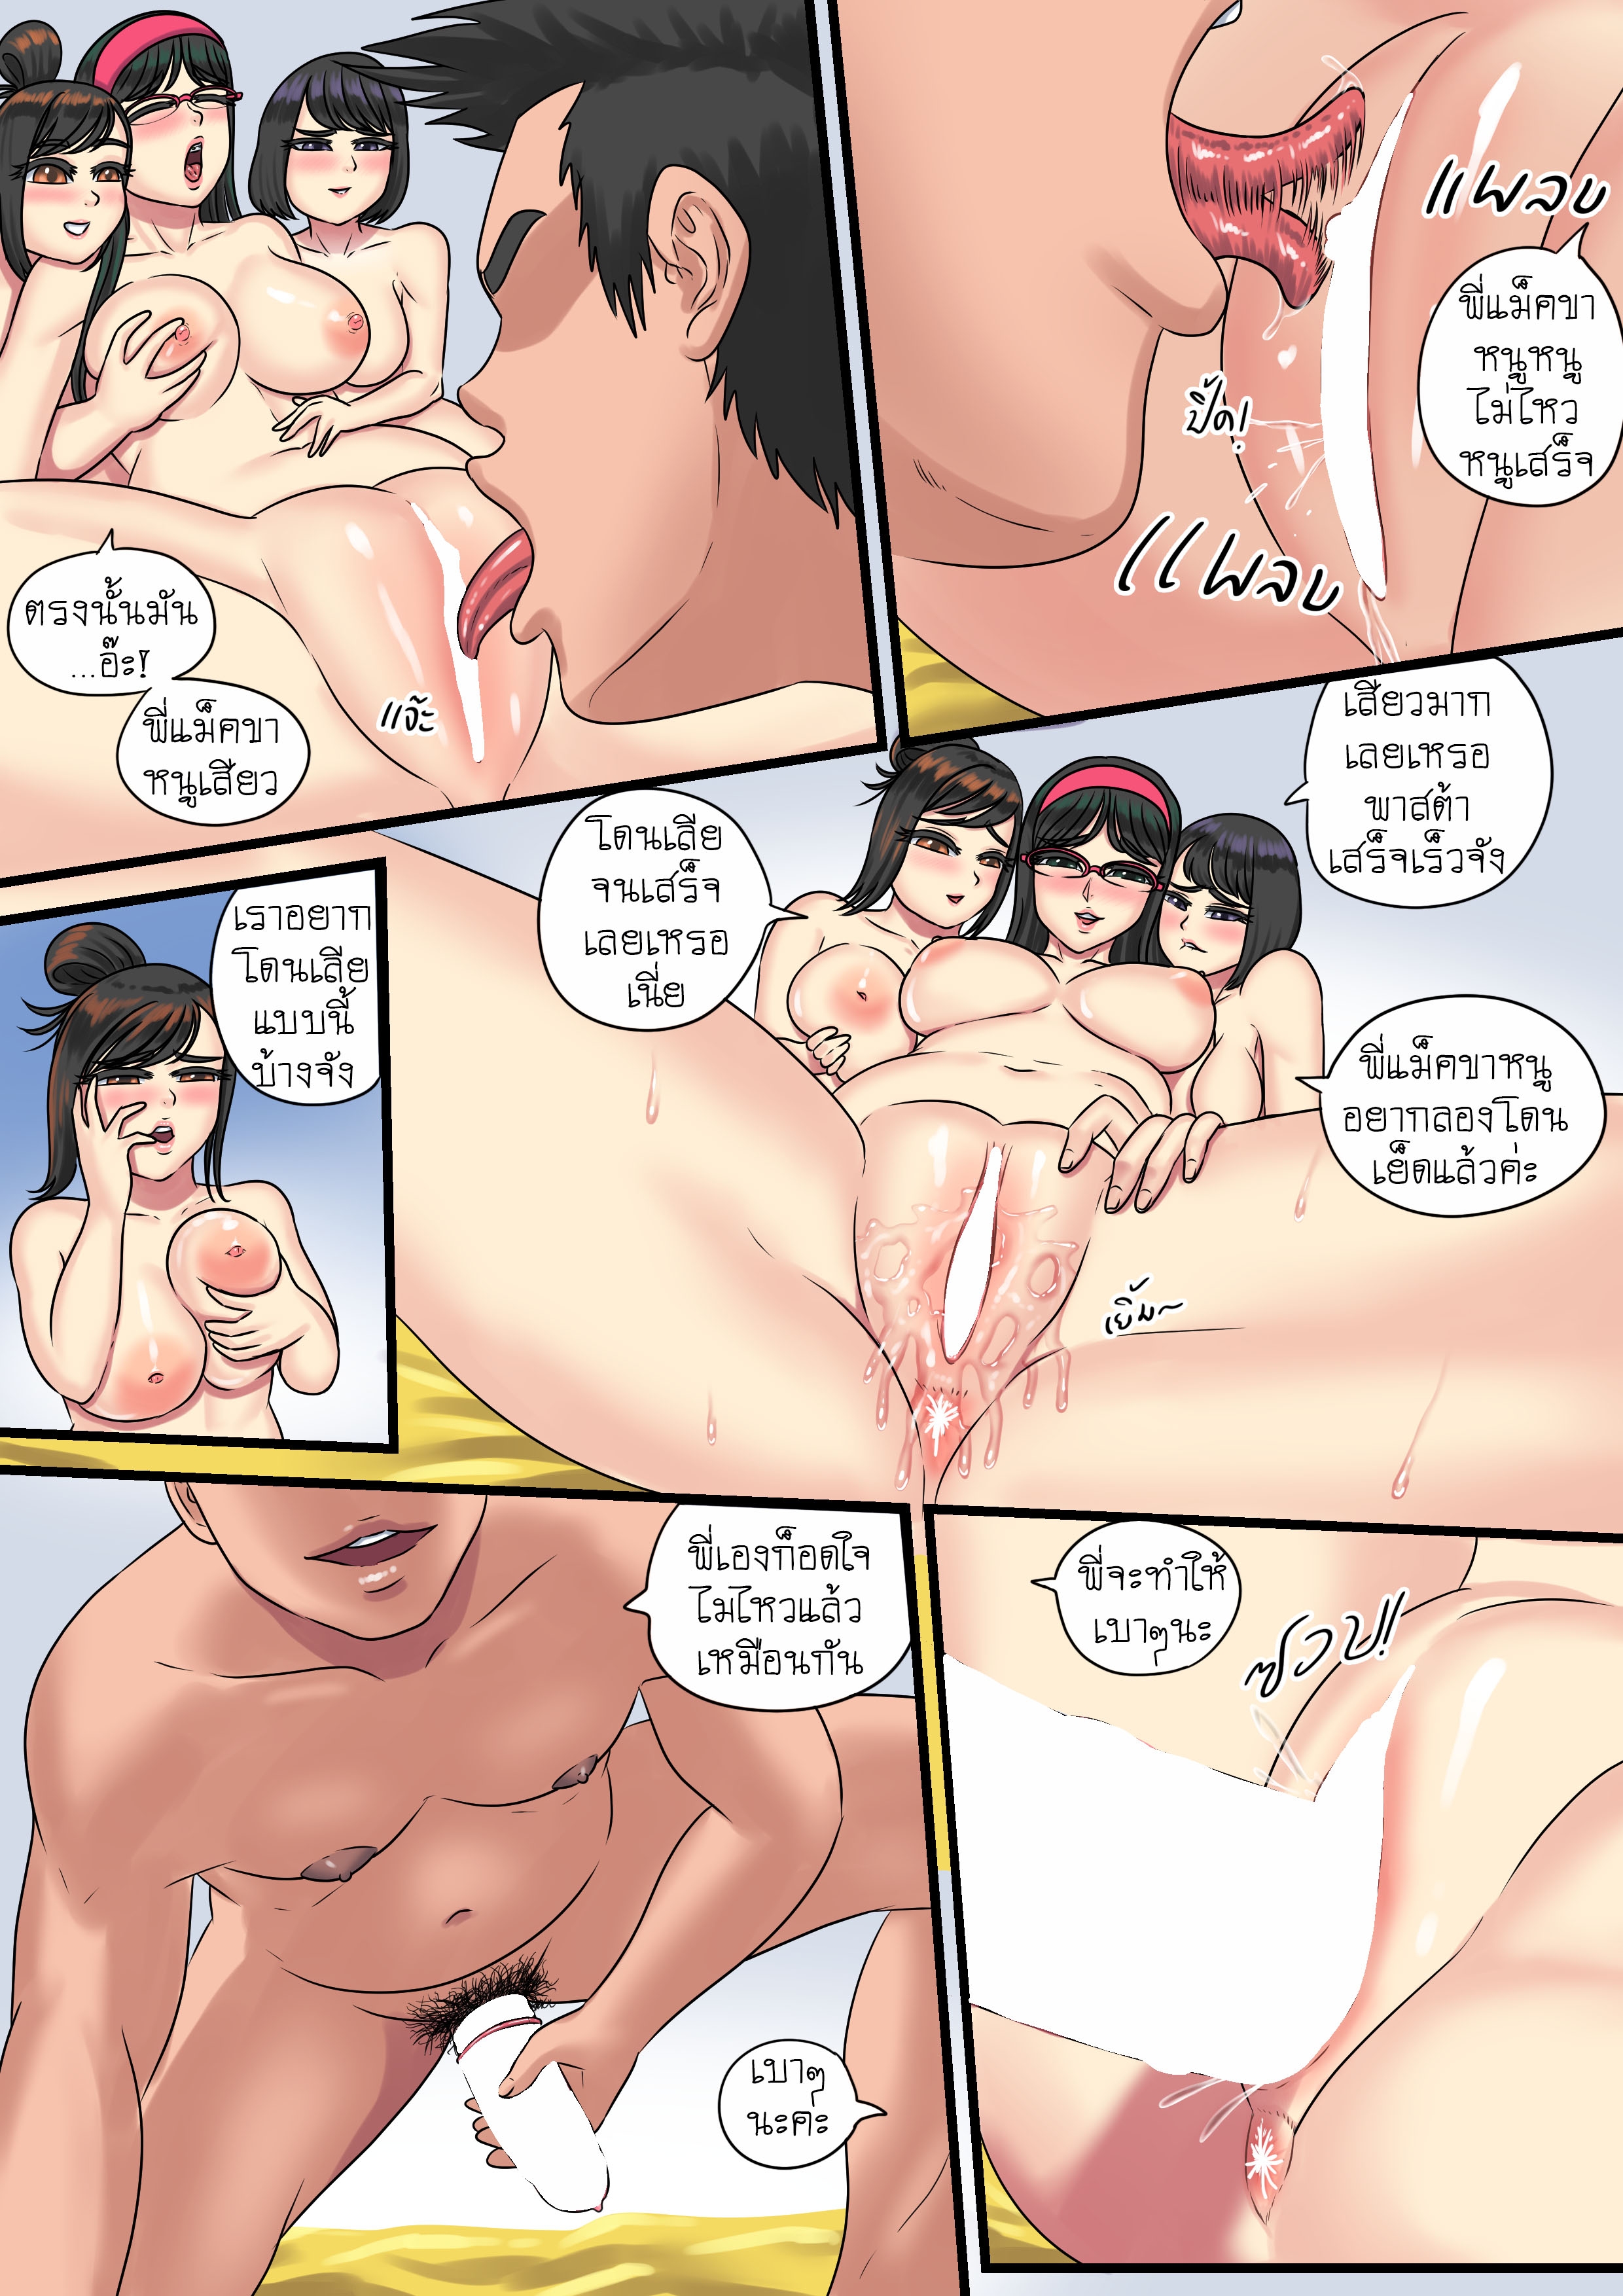 ตรงนั้นมัน
...อ๊ะ!
พี่แม็คขา
หนูเสียว
แจ๊ะ
แพลบ
พี่แม็คขา
หนูหนู
ไม่ไหว
หนูเสร็จ
ปี้ด!
แพลบ
เราอยาก
โดนเลีย
แบบนี้
บ้างจัง
โดนเลีย
จนเสร็จ
เลยเหรอ
เนี่ย
เสียวมาก
เลยเหรอ
พาสต้า
เสร็จเร็วจัง
พี่แม็คขาหนู
อยากลองโดน
เย็ดแล้วค่ะ
เยิ้ม~
พี่เองก็อดใจ
ไม่ไหวแล้ว
เหมือนกัน
เบาๆ
นะคะ
พี่จะทำให้
เบาๆนะ
ซ่วบ!!